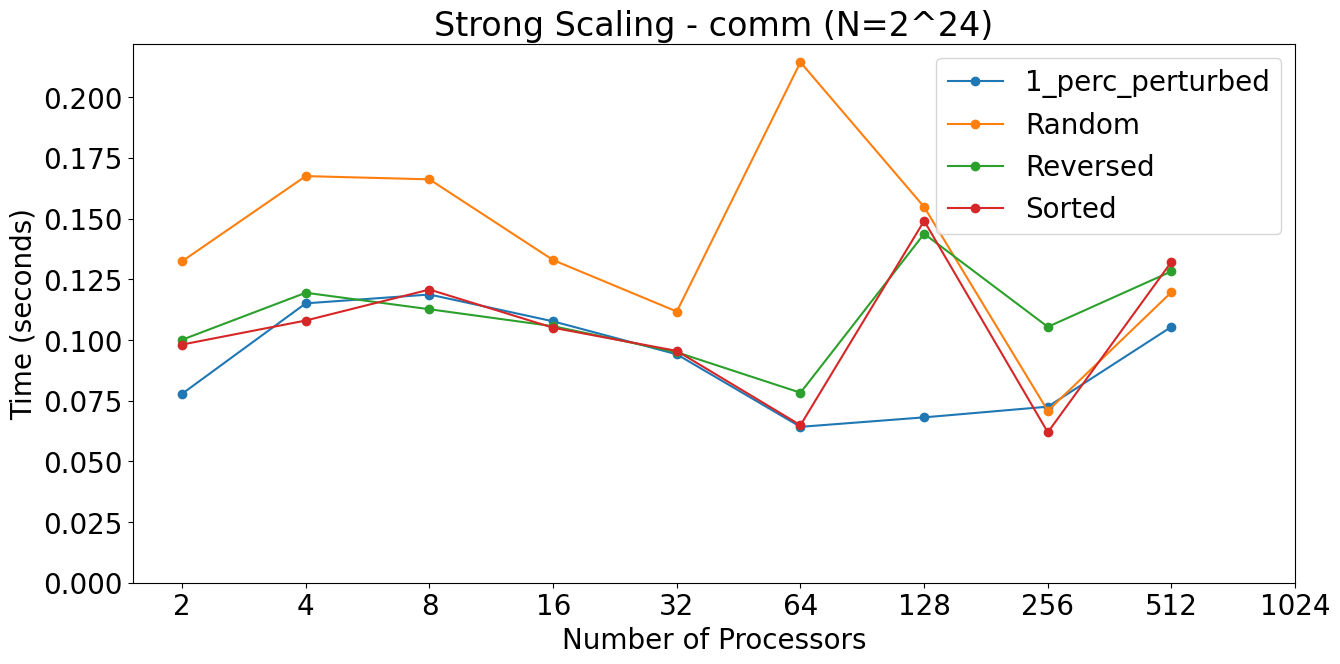 Strong Scaling - comm (N=2^24)
Time (seconds)
0.200
0.175
0.150
0.125
0.100
0.075
0.050
0.025
0.000
1_perc_perturbed
Random
Reversed
Sorted
2 4 8 16 32 64 128 256 512 1024
Number of Processors